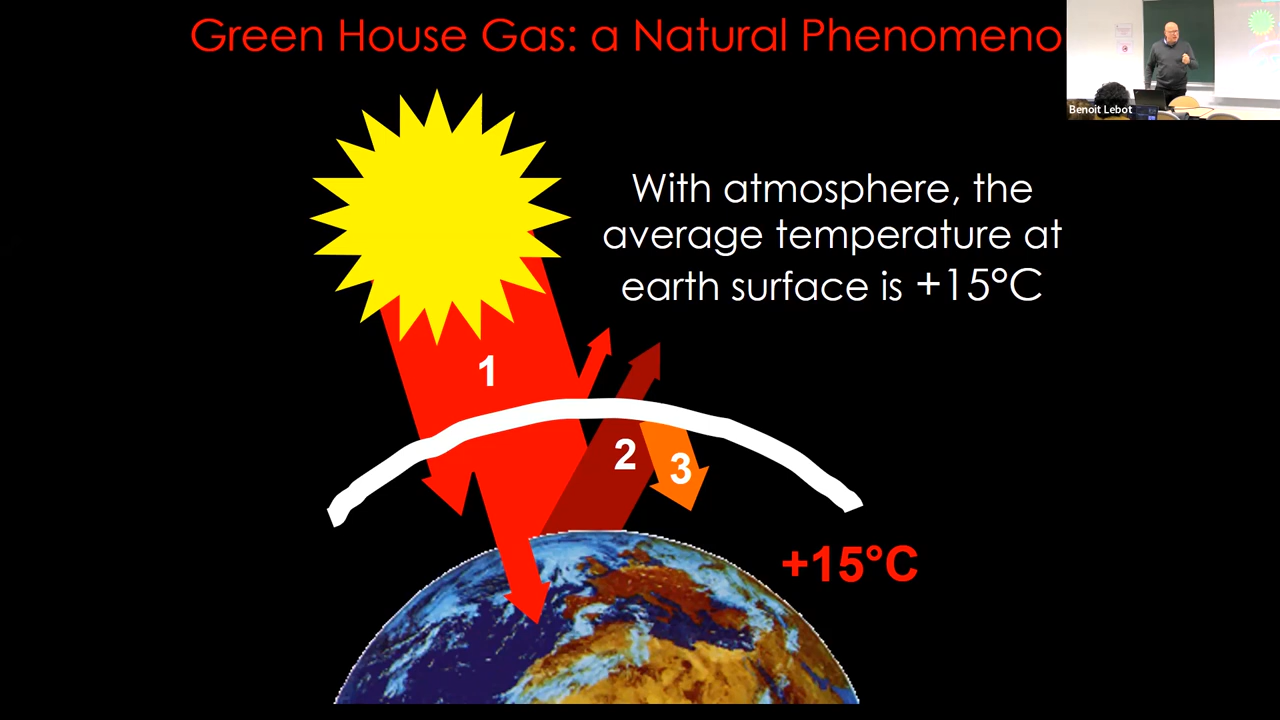 Green House Gas: a Natural Phenomeno
Benoit Lebot
With atmosphere, the
average temperature at
earth surface is +15°C
1
2
3
+15°C